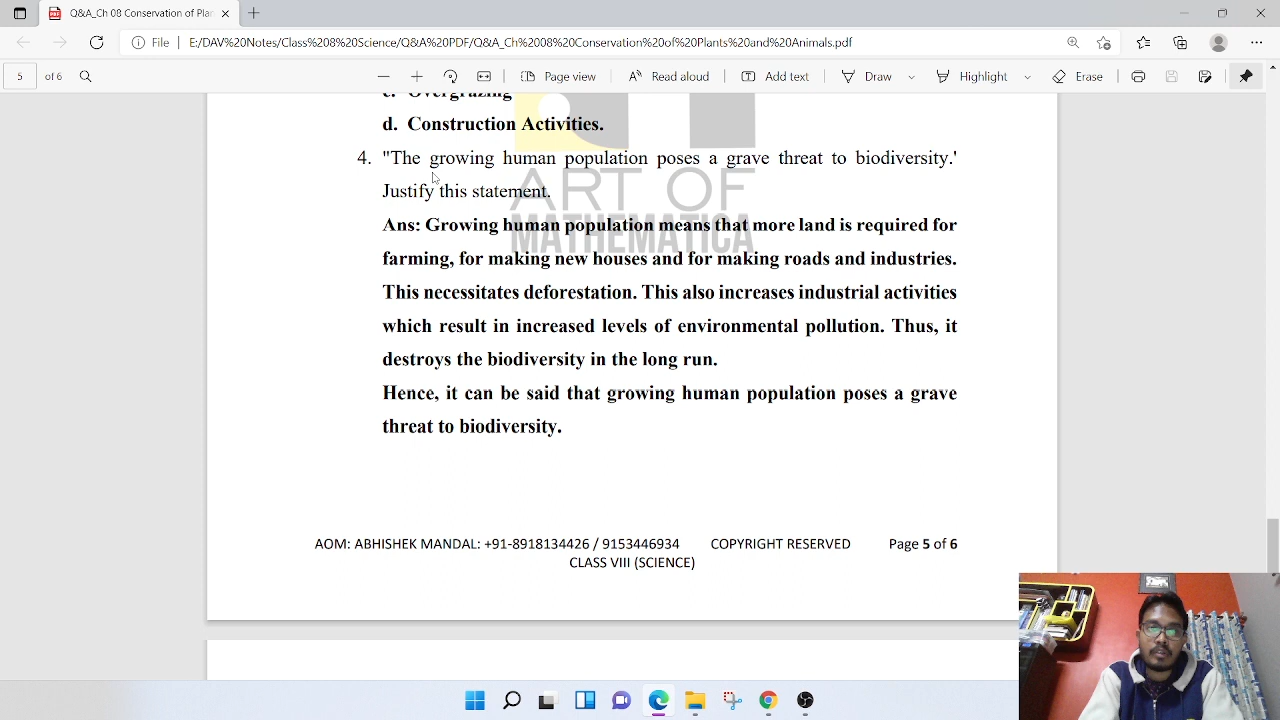 Q&A_Ch 08 Conservation of Pla
File
E:/DAV%20Notes/Class%208%20Science/Q&A%20PDF/Q&A_Ch%2008%20Conservation%20of%20Plants%20and%20Animals.pdf
5 of 6
Page view
Read aloud
Add text
Draw
Highlight
Erase
c. Overgrazing
d. Construction Activities.
4. "The growing human population poses a grave threat to biodiversity.'
Justify this statement.
ART OF
MATHEMATICA
Ans: Growing human population means that more land is required for
farming, for making new houses and for making roads and industries.
This necessitates deforestation. This also increases industrial activities
which result in increased levels of environmental pollution. Thus, it
destroys the biodiversity in the long run.
Hence, it can be said that growing human population poses a grave
threat to biodiversity.
AOM: ABHISHEK MANDAL: +91-8918134426 / 9153446934 COPYRIGHT RESERVED Page 5 of 6
CLASS VIII (SCIENCE)